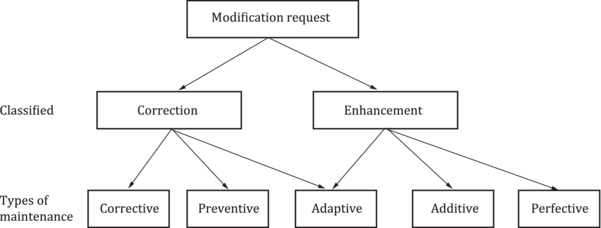 Modification request
Classified
Correction
Enhancement
Types of
maintenance
Corrective
Preventive
Adaptive
Additive
Perfective